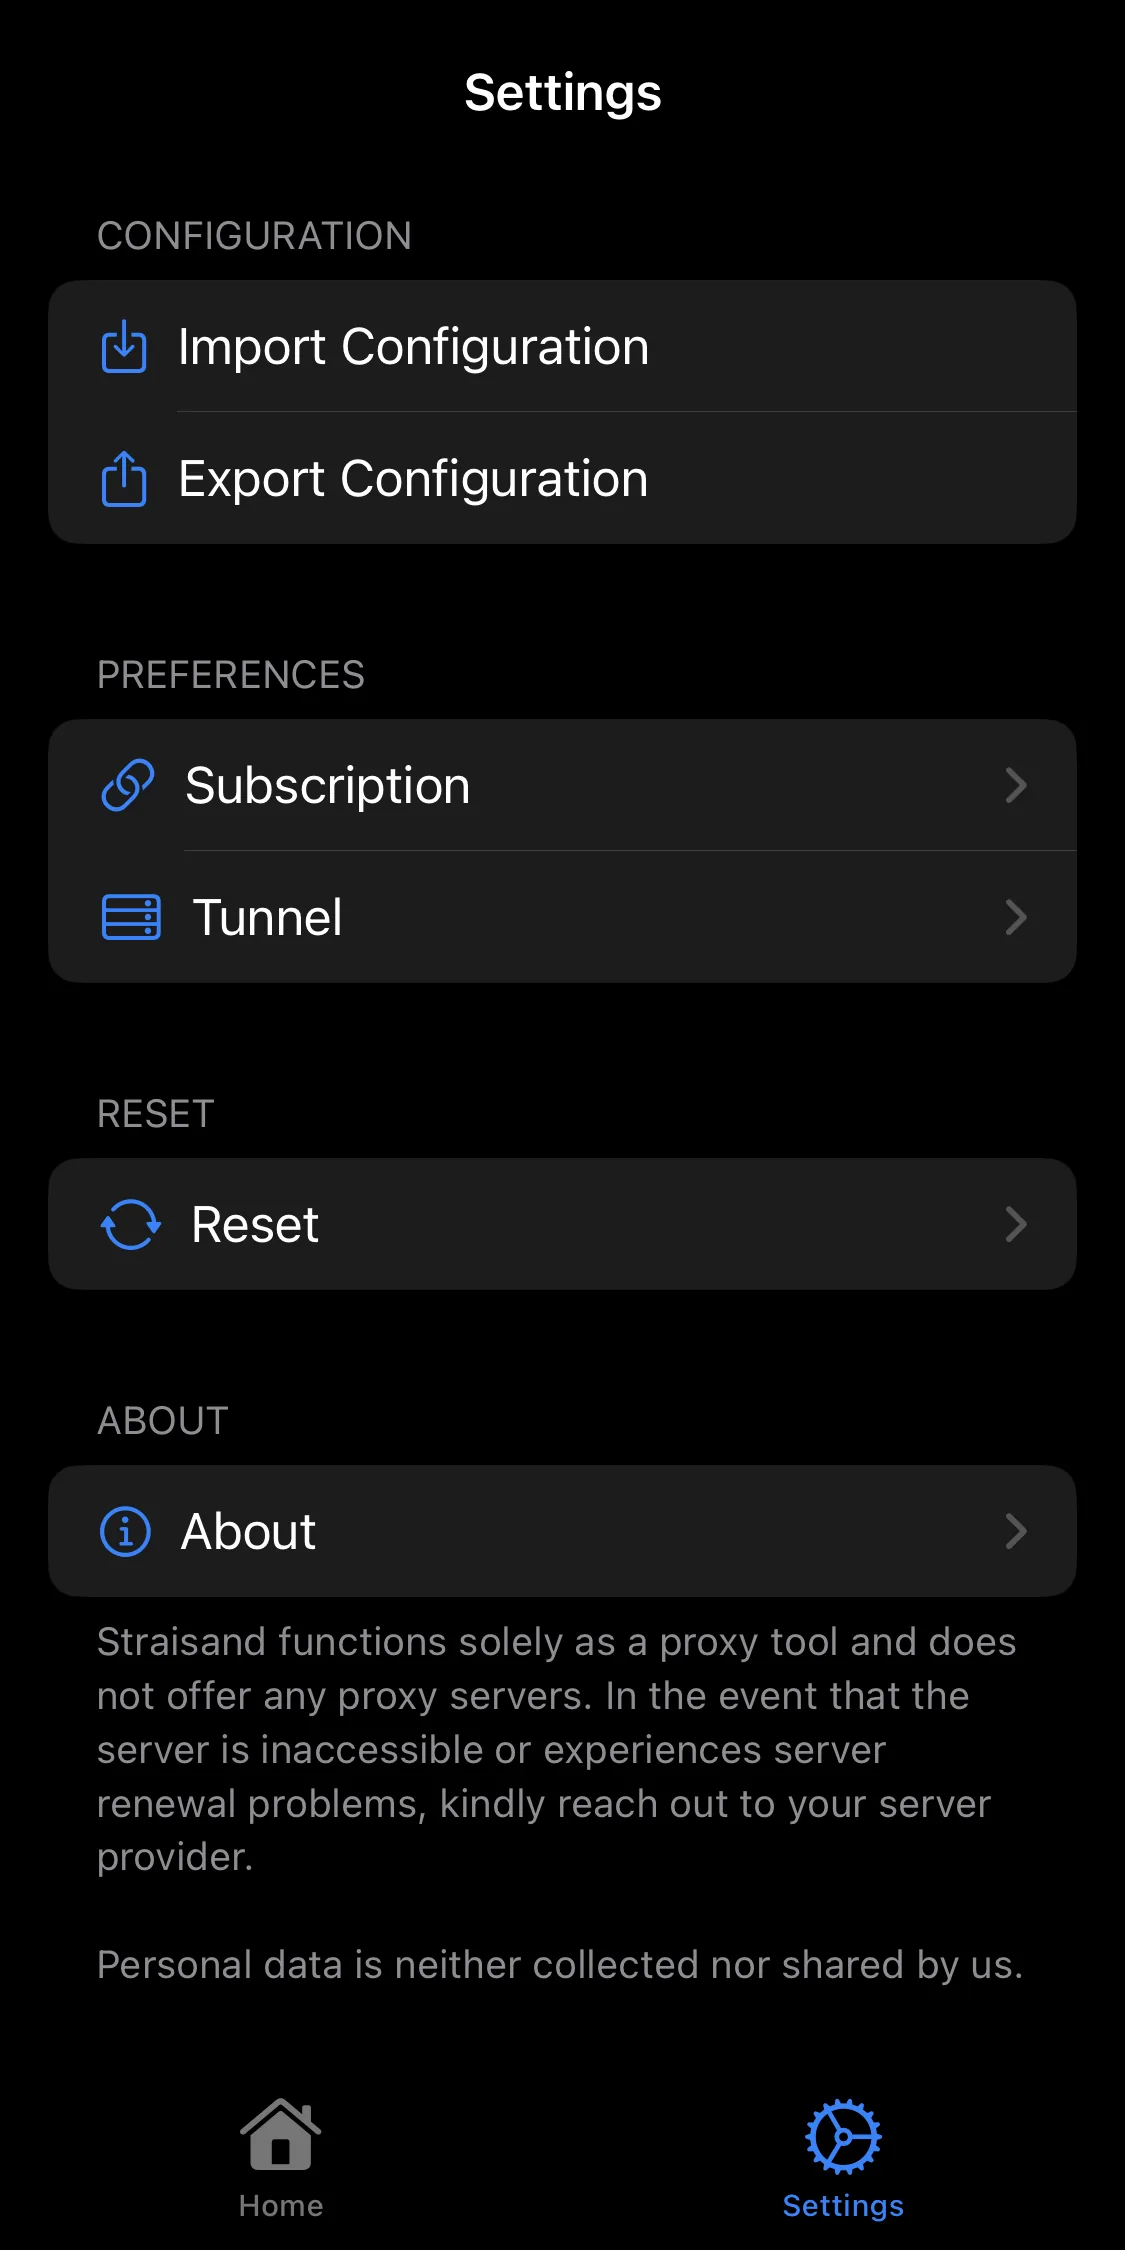 Settings
CONFIGURATION
Import Configuration
Export Configuration
PREFERENCES
Subscription
Tunnel
RESET
Reset
ABOUT
About
Straisand functions solely as a proxy tool and does
not offer any proxy servers. In the event that the
server is inaccessible or experiences server
renewal problems, kindly reach out to your server
provider.
Personal data is neither collected nor shared by us.
Home
Settings